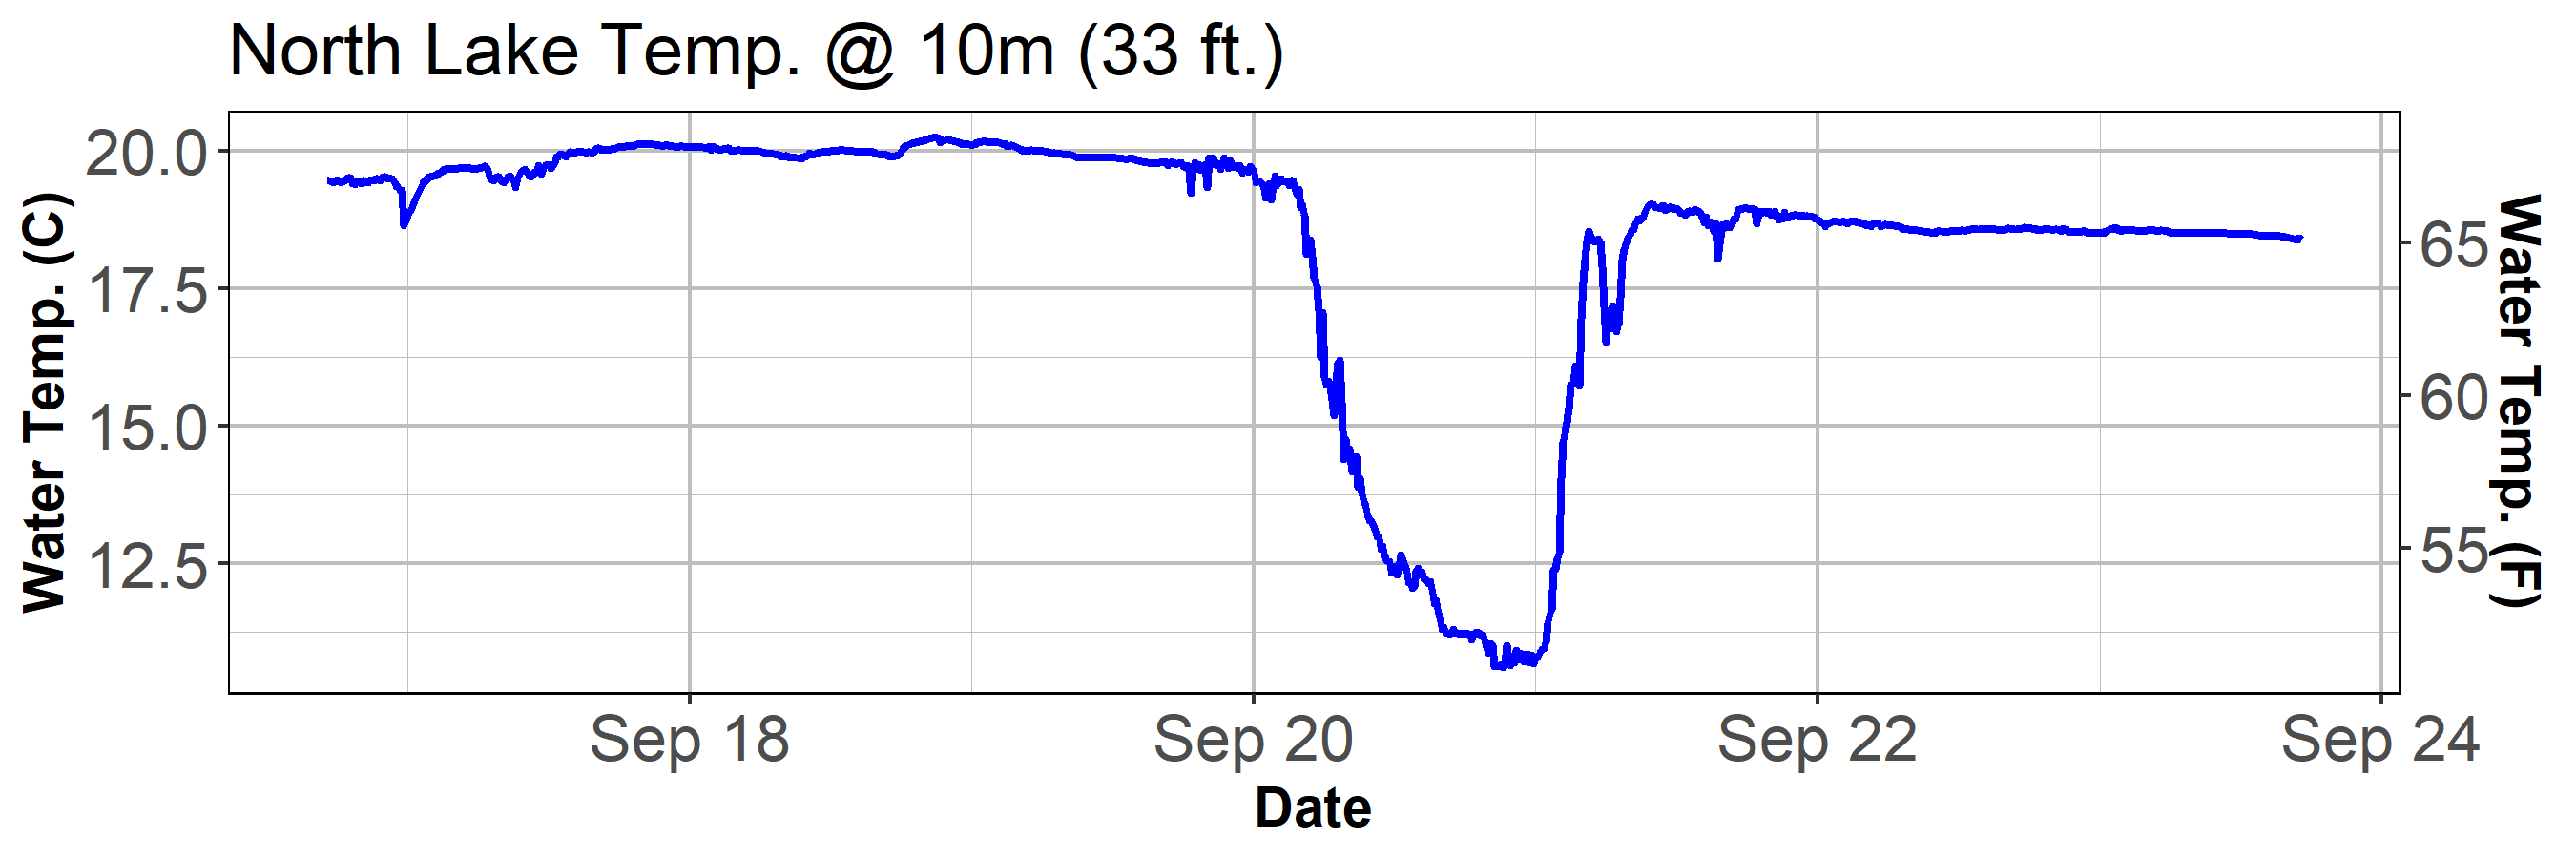 North Lake Temp. @ 10m (33 ft.)
Water Temp. (C)
20.0
17.5
15.0
12.5
65
60
55
Water Temp. (F)
Sep 18 Sep 20 Sep 22 Sep 24
Date